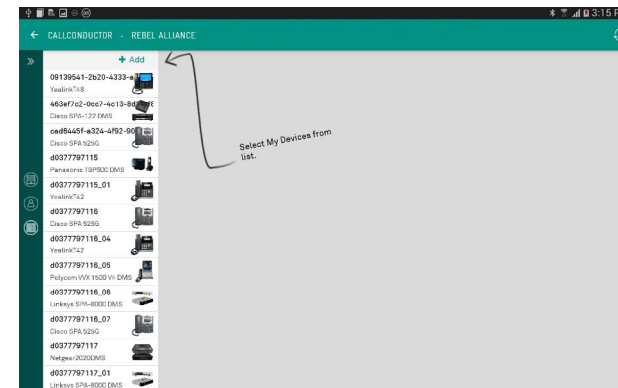 3:15 P
CALLCONDUCTOR - REBEL ALLIANCE
+ Add
09139541-2b20-4333-a
YealinkT48
463ef7c2-0cc7-4c13-8d
Cisco SPA-122 DMS
cad6445f-a324-4f92-90
Cisco SPA 525G
d0377797115
Panasonic TGP500 DMS
d0377797115_01
YealinkT42
d0377797116
Cisco SPA 525G
d0377797116_04
YealinkT42
d0377797116_05
Polycom VVX 1500 V4 DMS
d0377797116_06
Linksys SPA-8000 DMS
d0377797116_07
Cisco SPA 525G
d0377797117
Netgear2020DMS
d0377797117_01
Linksys SPA-8000 DMS
Select My Devices from
list.